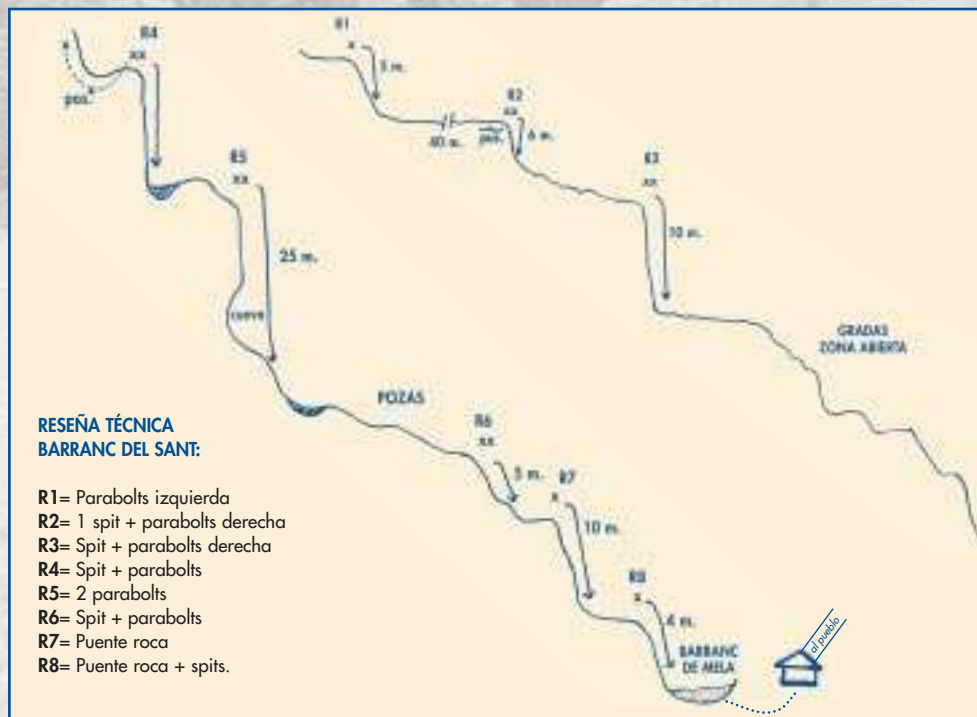 R4
xx
pos.
R5
xx
25 m.
cueva
POZAS
R1
x
5 m.
40 m.
R2
xx
pos.
6 m.
R3
xx
10 m.
GRADAS
ZONA ABIERTA
R6
xx
5 m.
R7
x
10 m.
R8
x
4 m.
BARRANC
DE MELA
al pueblo
RESEÑA TÉCNICA
BARRANC DEL SANT:
R1= Parabolts izquierda
R2= 1 spit + parabolts derecha
R3= Spit + parabolts derecha
R4= Spit + parabolts
R5= 2 parabolts
R6= Spit + parabolts
R7= Puente roca
R8= Puente roca + spits.